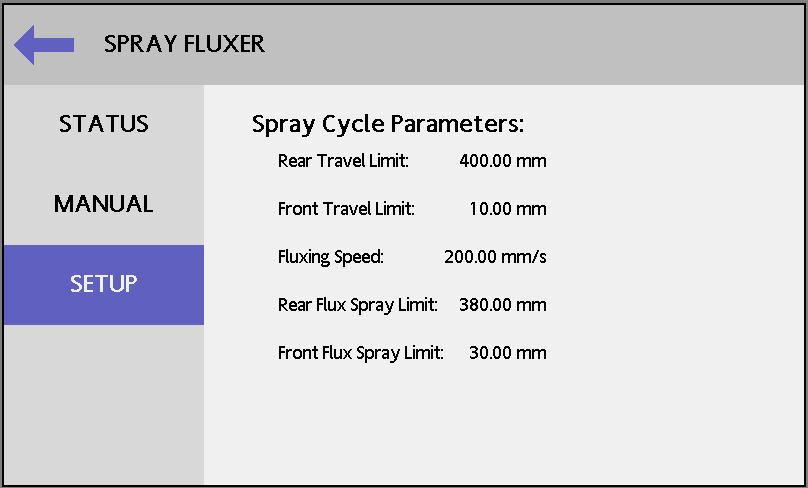 SPRAY FLUXER
STATUS
MANUAL
SETUP
Spray Cycle Parameters:
Rear Travel Limit: 400.00 mm
Front Travel Limit: 10.00 mm
Fluxing Speed: 200.00 mm/s
Rear Flux Spray Limit: 380.00 mm
Front Flux Spray Limit: 30.00 mm